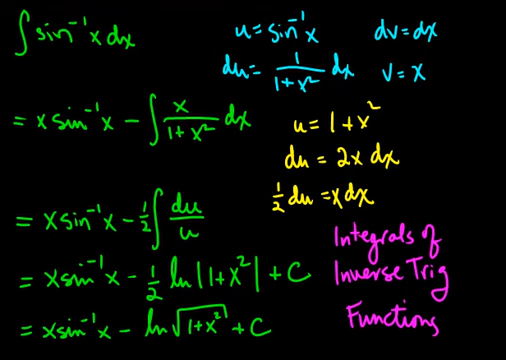 ∫ sin⁻¹x dx
u = sin⁻¹x dv = dx
du = 1/(1+x²) dx v = x
= x sin⁻¹x − ∫ x/(1+x²) dx
u = 1 + x²
du = 2x dx
½ du = x dx
= x sin⁻¹x − ½ ∫ du/u
= x sin⁻¹x − ½ ln|1+x²| + C
= x sin⁻¹x − ln√(1+x²) + C
Integrals of
Inverse Trig
Functions